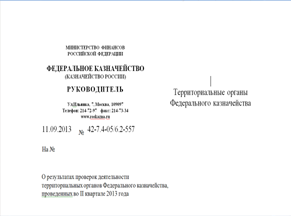 МИНИСТЕРСТВО ФИНАНСОВ
РОССИЙСКОЙ ФЕДЕРАЦИИ
ФЕДЕРАЛЬНОЕ КАЗНАЧЕЙСТВО
(КАЗНАЧЕЙСТВО РОССИИ)
РУКОВОДИТЕЛЬ
7, Москва, 109097
Телефон: 214 72-97 факс: 214-73-34
www.roskazna.ru
11.09.2013 № 42-7.4-05/6.2-557
На №
Территориальные органы
Федерального казначейства
О результатах проверок деятельности
территориальных органов Федерального казначейства,
проведенных во II квартале 2013 года